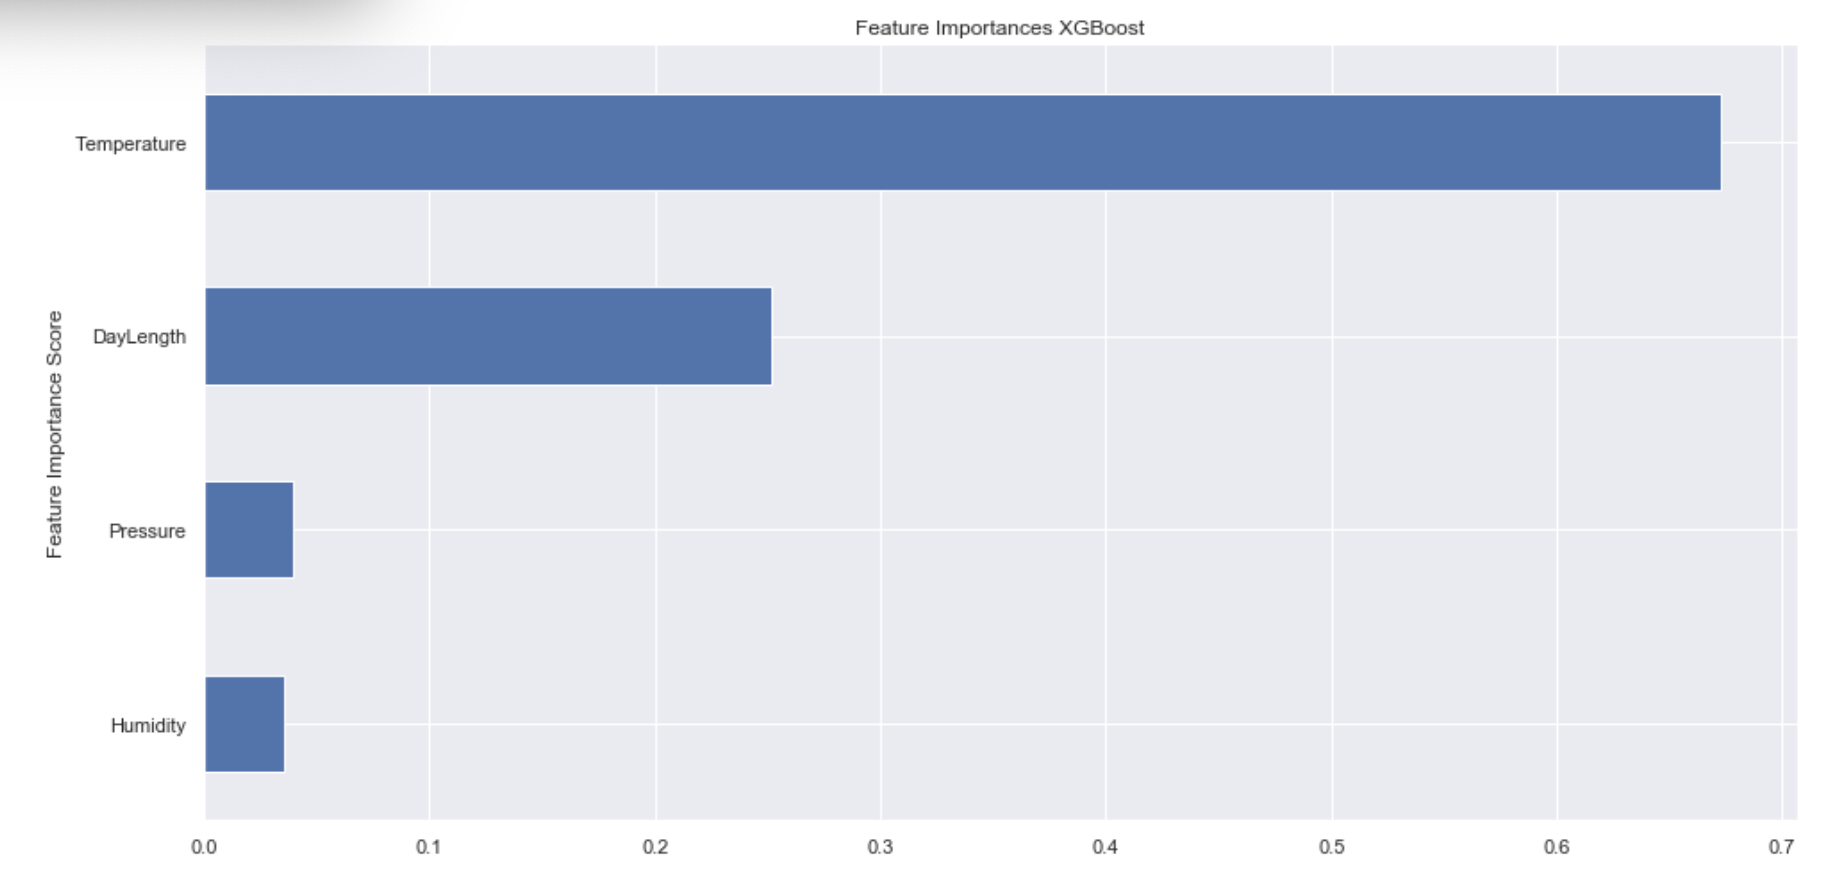 Feature Importances XGBoost
Feature Importance Score
Temperature
DayLength
Pressure
Humidity
0.0 0.1 0.2 0.3 0.4 0.5 0.6 0.7